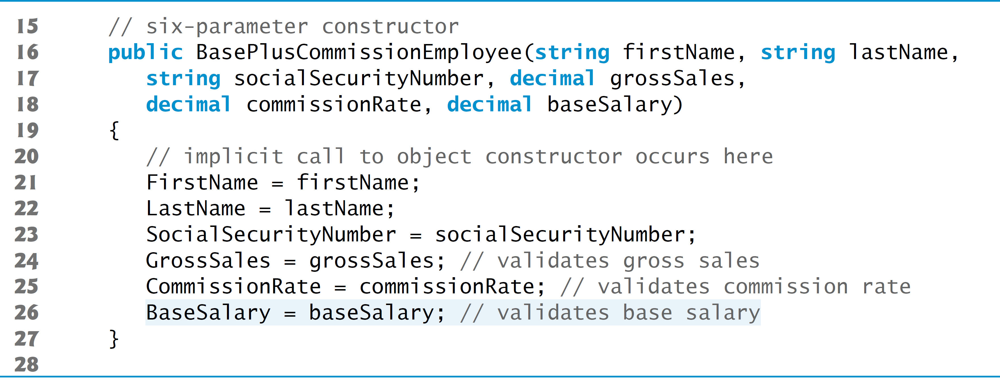 15 // six-parameter constructor
16 public BasePlusCommissionEmployee(string firstName, string lastName,
17 string socialSecurityNumber, decimal grossSales,
18 decimal commissionRate, decimal baseSalary)
19 {
20 // implicit call to object constructor occurs here
21 FirstName = firstName;
22 LastName = lastName;
23 SocialSecurityNumber = socialSecurityNumber;
24 GrossSales = grossSales; // validates gross sales
25 CommissionRate = commissionRate; // validates commission rate
26 BaseSalary = baseSalary; // validates base salary
27 }
28